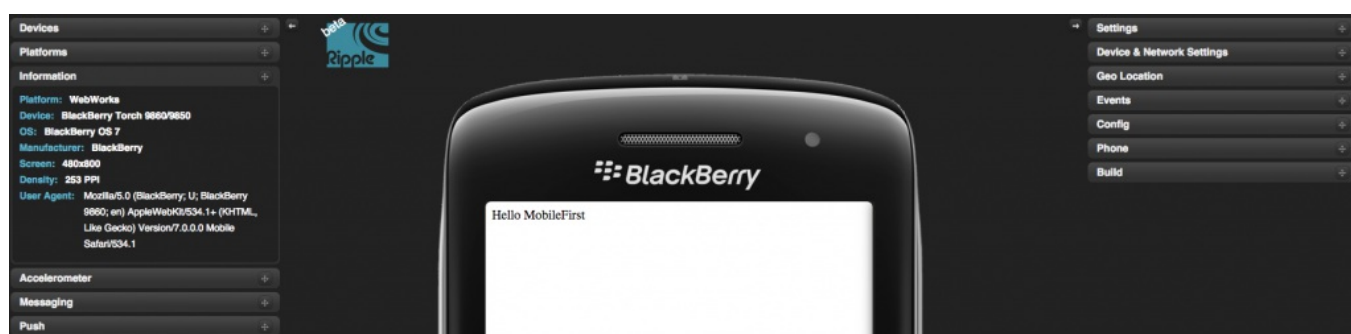 Devices
Platforms
Information
Platform: WebWorks
Device: BlackBerry Torch 9860/9850
OS: BlackBerry OS 7
Manufacturer: BlackBerry
Screen: 480x800
Density: 253 PPI
User Agent: Mozilla/5.0 (BlackBerry; U; BlackBerry
9860; en) AppleWebKit/534.1+ (KHTML,
Like Gecko) Version/7.0.0.0 Mobile
Safari/534.1
Accelerometer
Messaging
Push
beta
Ripple
BlackBerry
Hello MobileFirst
Settings
Device & Network Settings
Geo Location
Events
Config
Phone
Build